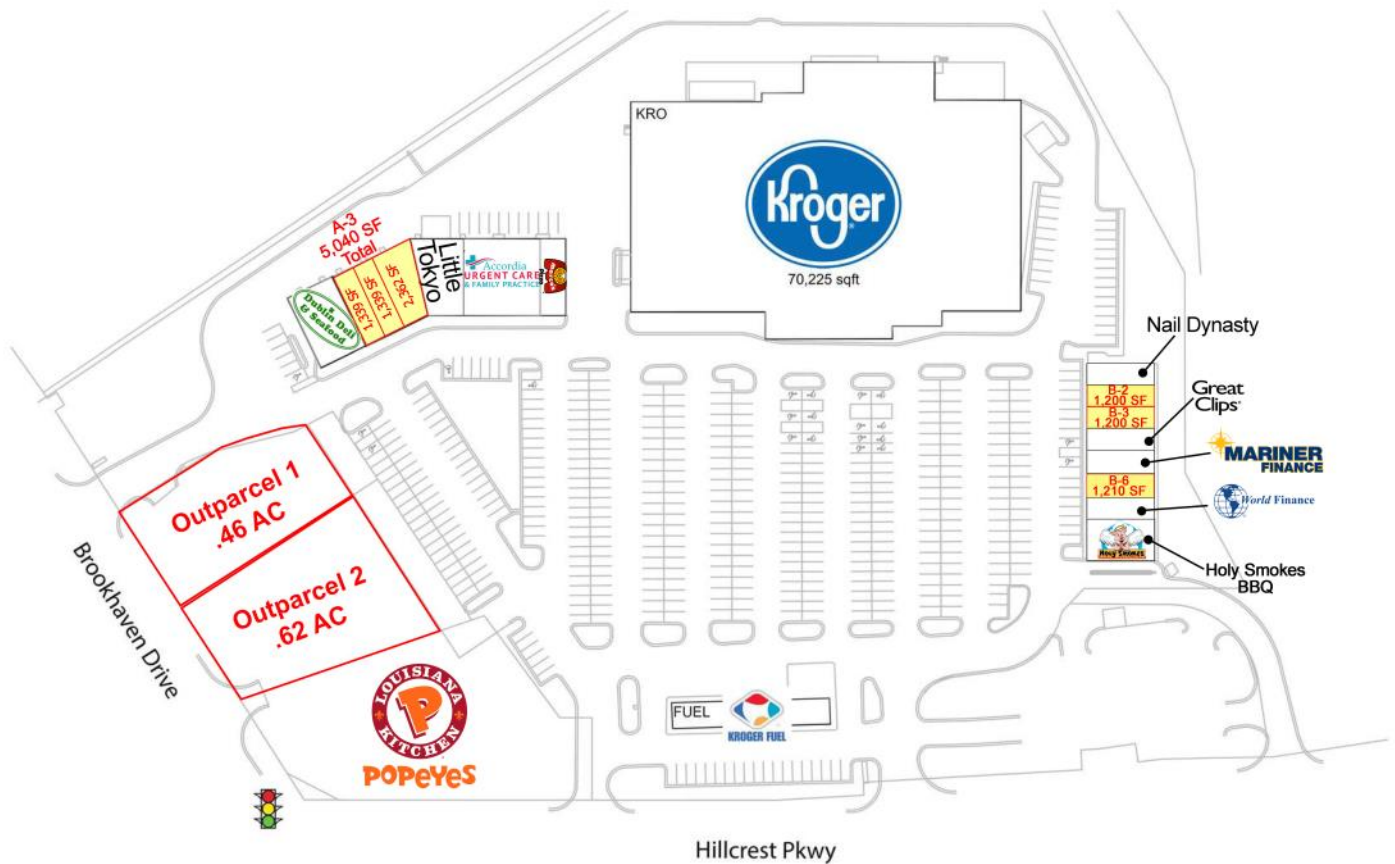 KRO
Kroger
70,225 sqft
A-3
5,040 SF
Total
Little
Tokyo
Accordia
URGENT CARE
& FAMILY PRACTICE
Dublin Deli
& Seafood
1,339 SF
1,339 SF
2,362 SF
Nail Dynasty
B-2
1,200 SF
B-3
1,200 SF
Great
Clips
MARINER
FINANCE
B-6
1,210 SF
World Finance
HOLY SMOKES
Holy Smokes
BBQ
Outparcel 1
.46 AC
Outparcel 2
.62 AC
Brookhaven Drive
LOUISIANA
P
KITCHEN
POPEYES
FUEL
KROGER FUEL
Hillcrest Pkwy